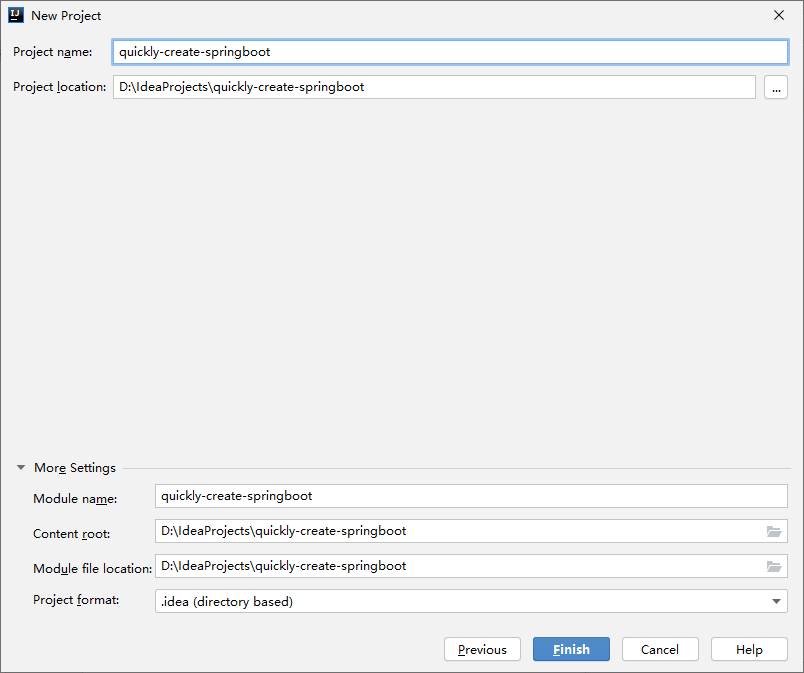 New Project
Project name: quickly-create-springboot
Project location: D:\IdeaProjects\quickly-create-springboot ...
More Settings
Module name: quickly-create-springboot
Content root: D:\IdeaProjects\quickly-create-springboot
Module file location: D:\IdeaProjects\quickly-create-springboot
Project format: .idea (directory based)
Previous Finish Cancel Help